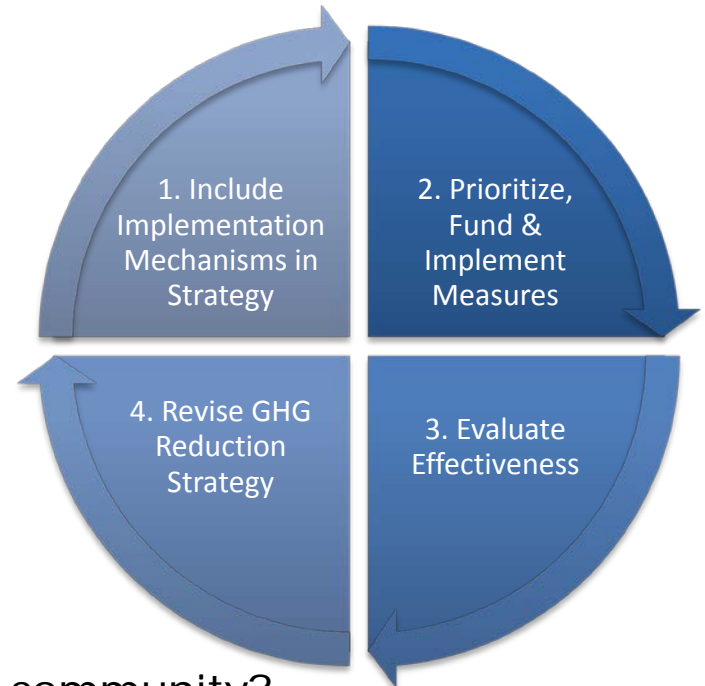 1. Include
Implementation
Mechanisms in
Strategy
2. Prioritize,
Fund &
Implement
Measures
3. Evaluate
Effectiveness
4. Revise GHG
Reduction
Strategy
community?